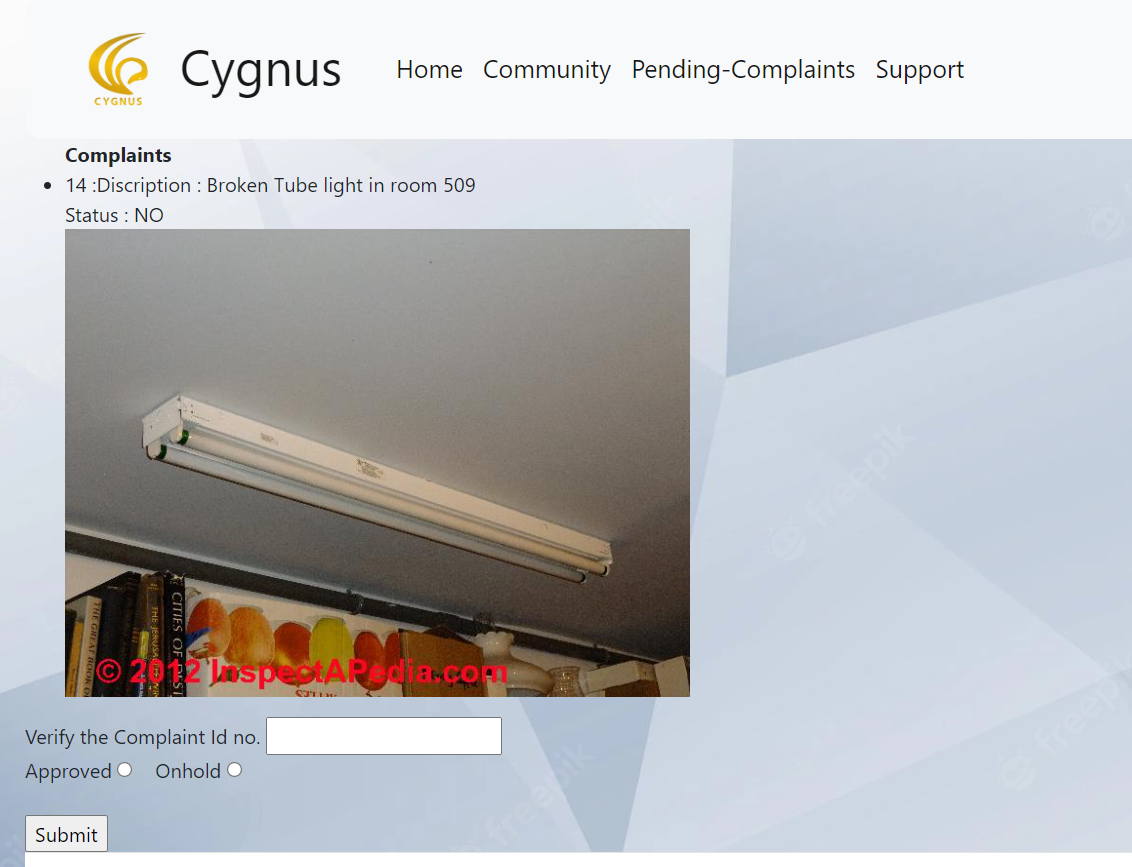 CYGNUS
Cygnus
Home Community Pending-Complaints Support
Complaints
14 :Discription : Broken Tube light in room 509
Status : NO
THE GREAT BOOK
CITIES OF
© 2012 InspectAPedia.com
Verify the Complaint Id no.
Approved Onhold
Submit
freepik
freepik
freepik